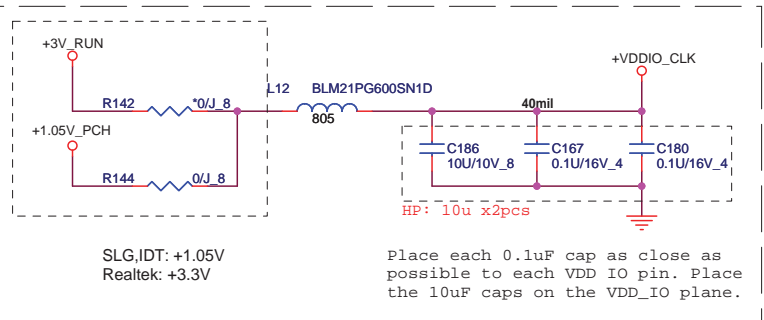 +3V_RUN
+VDDIO_CLK
L12 BLM21PG600SN1D
R142 *0/J_8
40mil
805
+1.05V_PCH
C186
10U/10V_8
C167
0.1U/16V_4
C180
0.1U/16V_4
R144 0/J_8
HP: 10u x2pcs
SLG,IDT: +1.05V
Realtek: +3.3V
Place each 0.1uF cap as close as
possible to each VDD IO pin. Place
the 10uF caps on the VDD_IO plane.